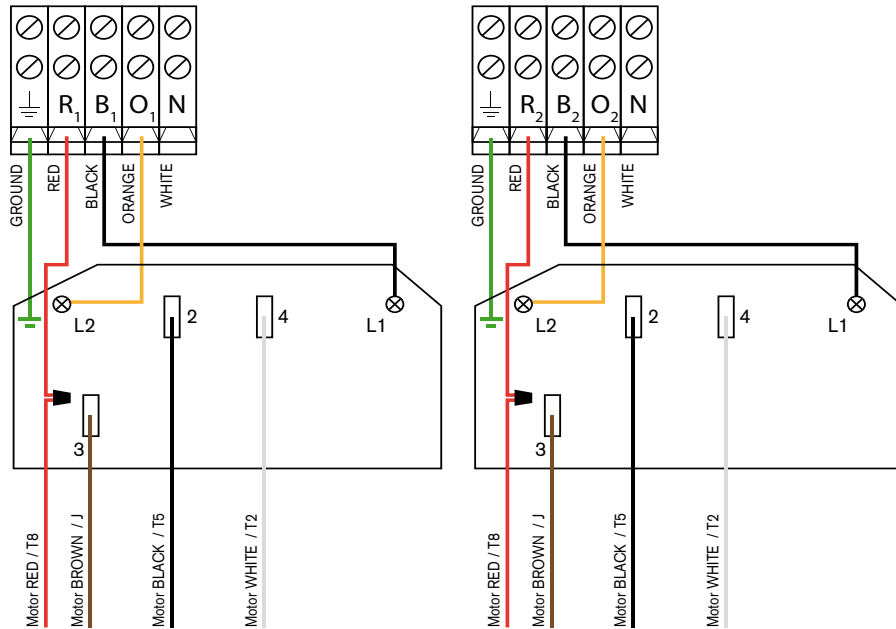 R1 B1 O1 N
GROUND
RED
BLACK
ORANGE
WHITE
L2
2
4
L1
3
Motor RED / T8
Motor BROWN / J
Motor BLACK / T5
Motor WHITE / T2
R2 B2 O2 N
GROUND
RED
BLACK
ORANGE
WHITE
L2
2
4
L1
3
Motor RED / T8
Motor BROWN / J
Motor BLACK / T5
Motor WHITE / T2